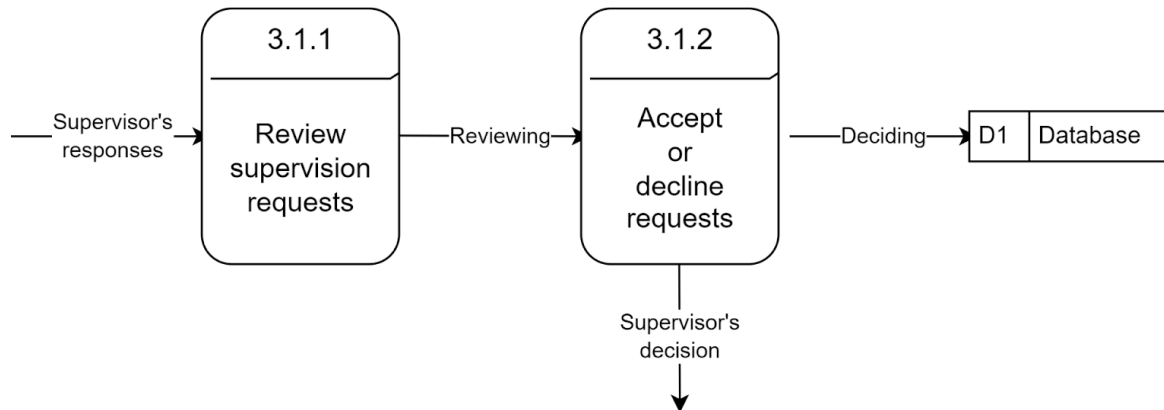 3.1.1
3.1.2
Supervisor's
responses
Review
supervision
requests
Reviewing
Accept
or
decline
requests
Deciding
D1
Database
Supervisor's
decision